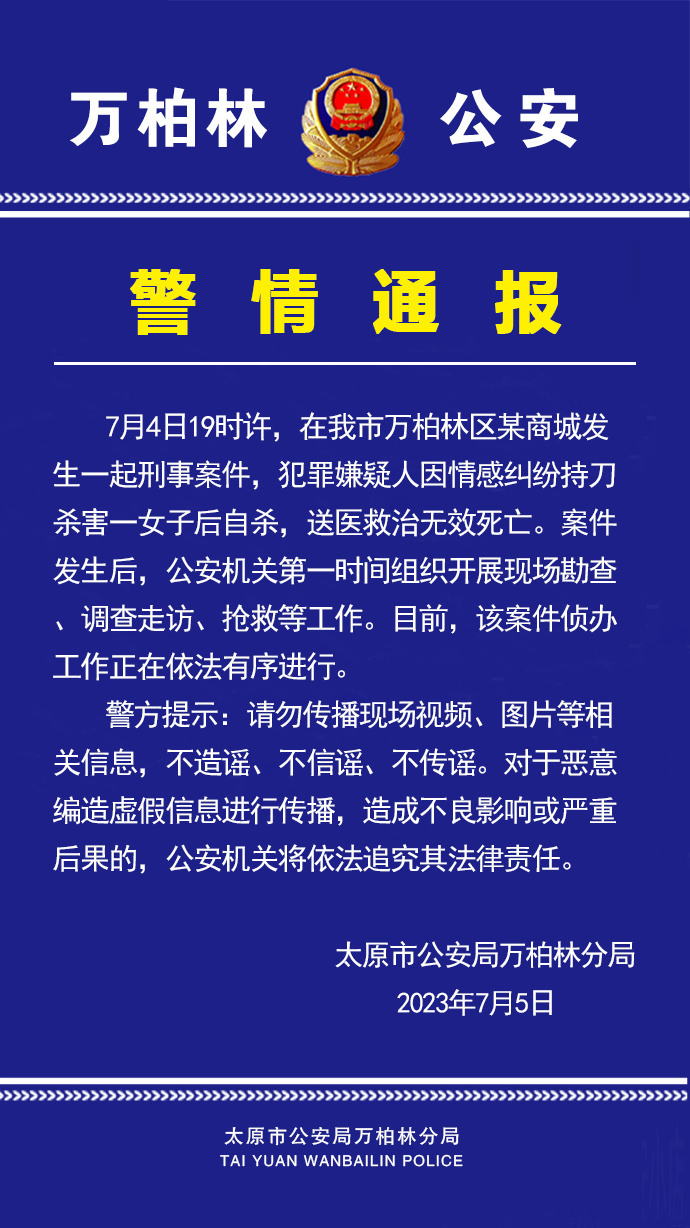 万柏林 公安
警情通报
7月4日19时许，在我市万柏林区某商城发
生一起刑事案件，犯罪嫌疑人因情感纠纷持刀
杀害一女子后自杀，送医救治无效死亡。案件
发生后，公安机关第一时间组织开展现场勘查
、调查走访、抢救等工作。目前，该案件侦办
工作正在依法有序进行。
警方提示：请勿传播现场视频、图片等相
关信息，不造谣、不信谣、不传谣。对于恶意
编造虚假信息进行传播，造成不良影响或严重
后果的，公安机关将依法追究其法律责任。
太原市公安局万柏林分局
2023年7月5日
太原市公安局万柏林分局
TAI YUAN WANBAILIN POLICE